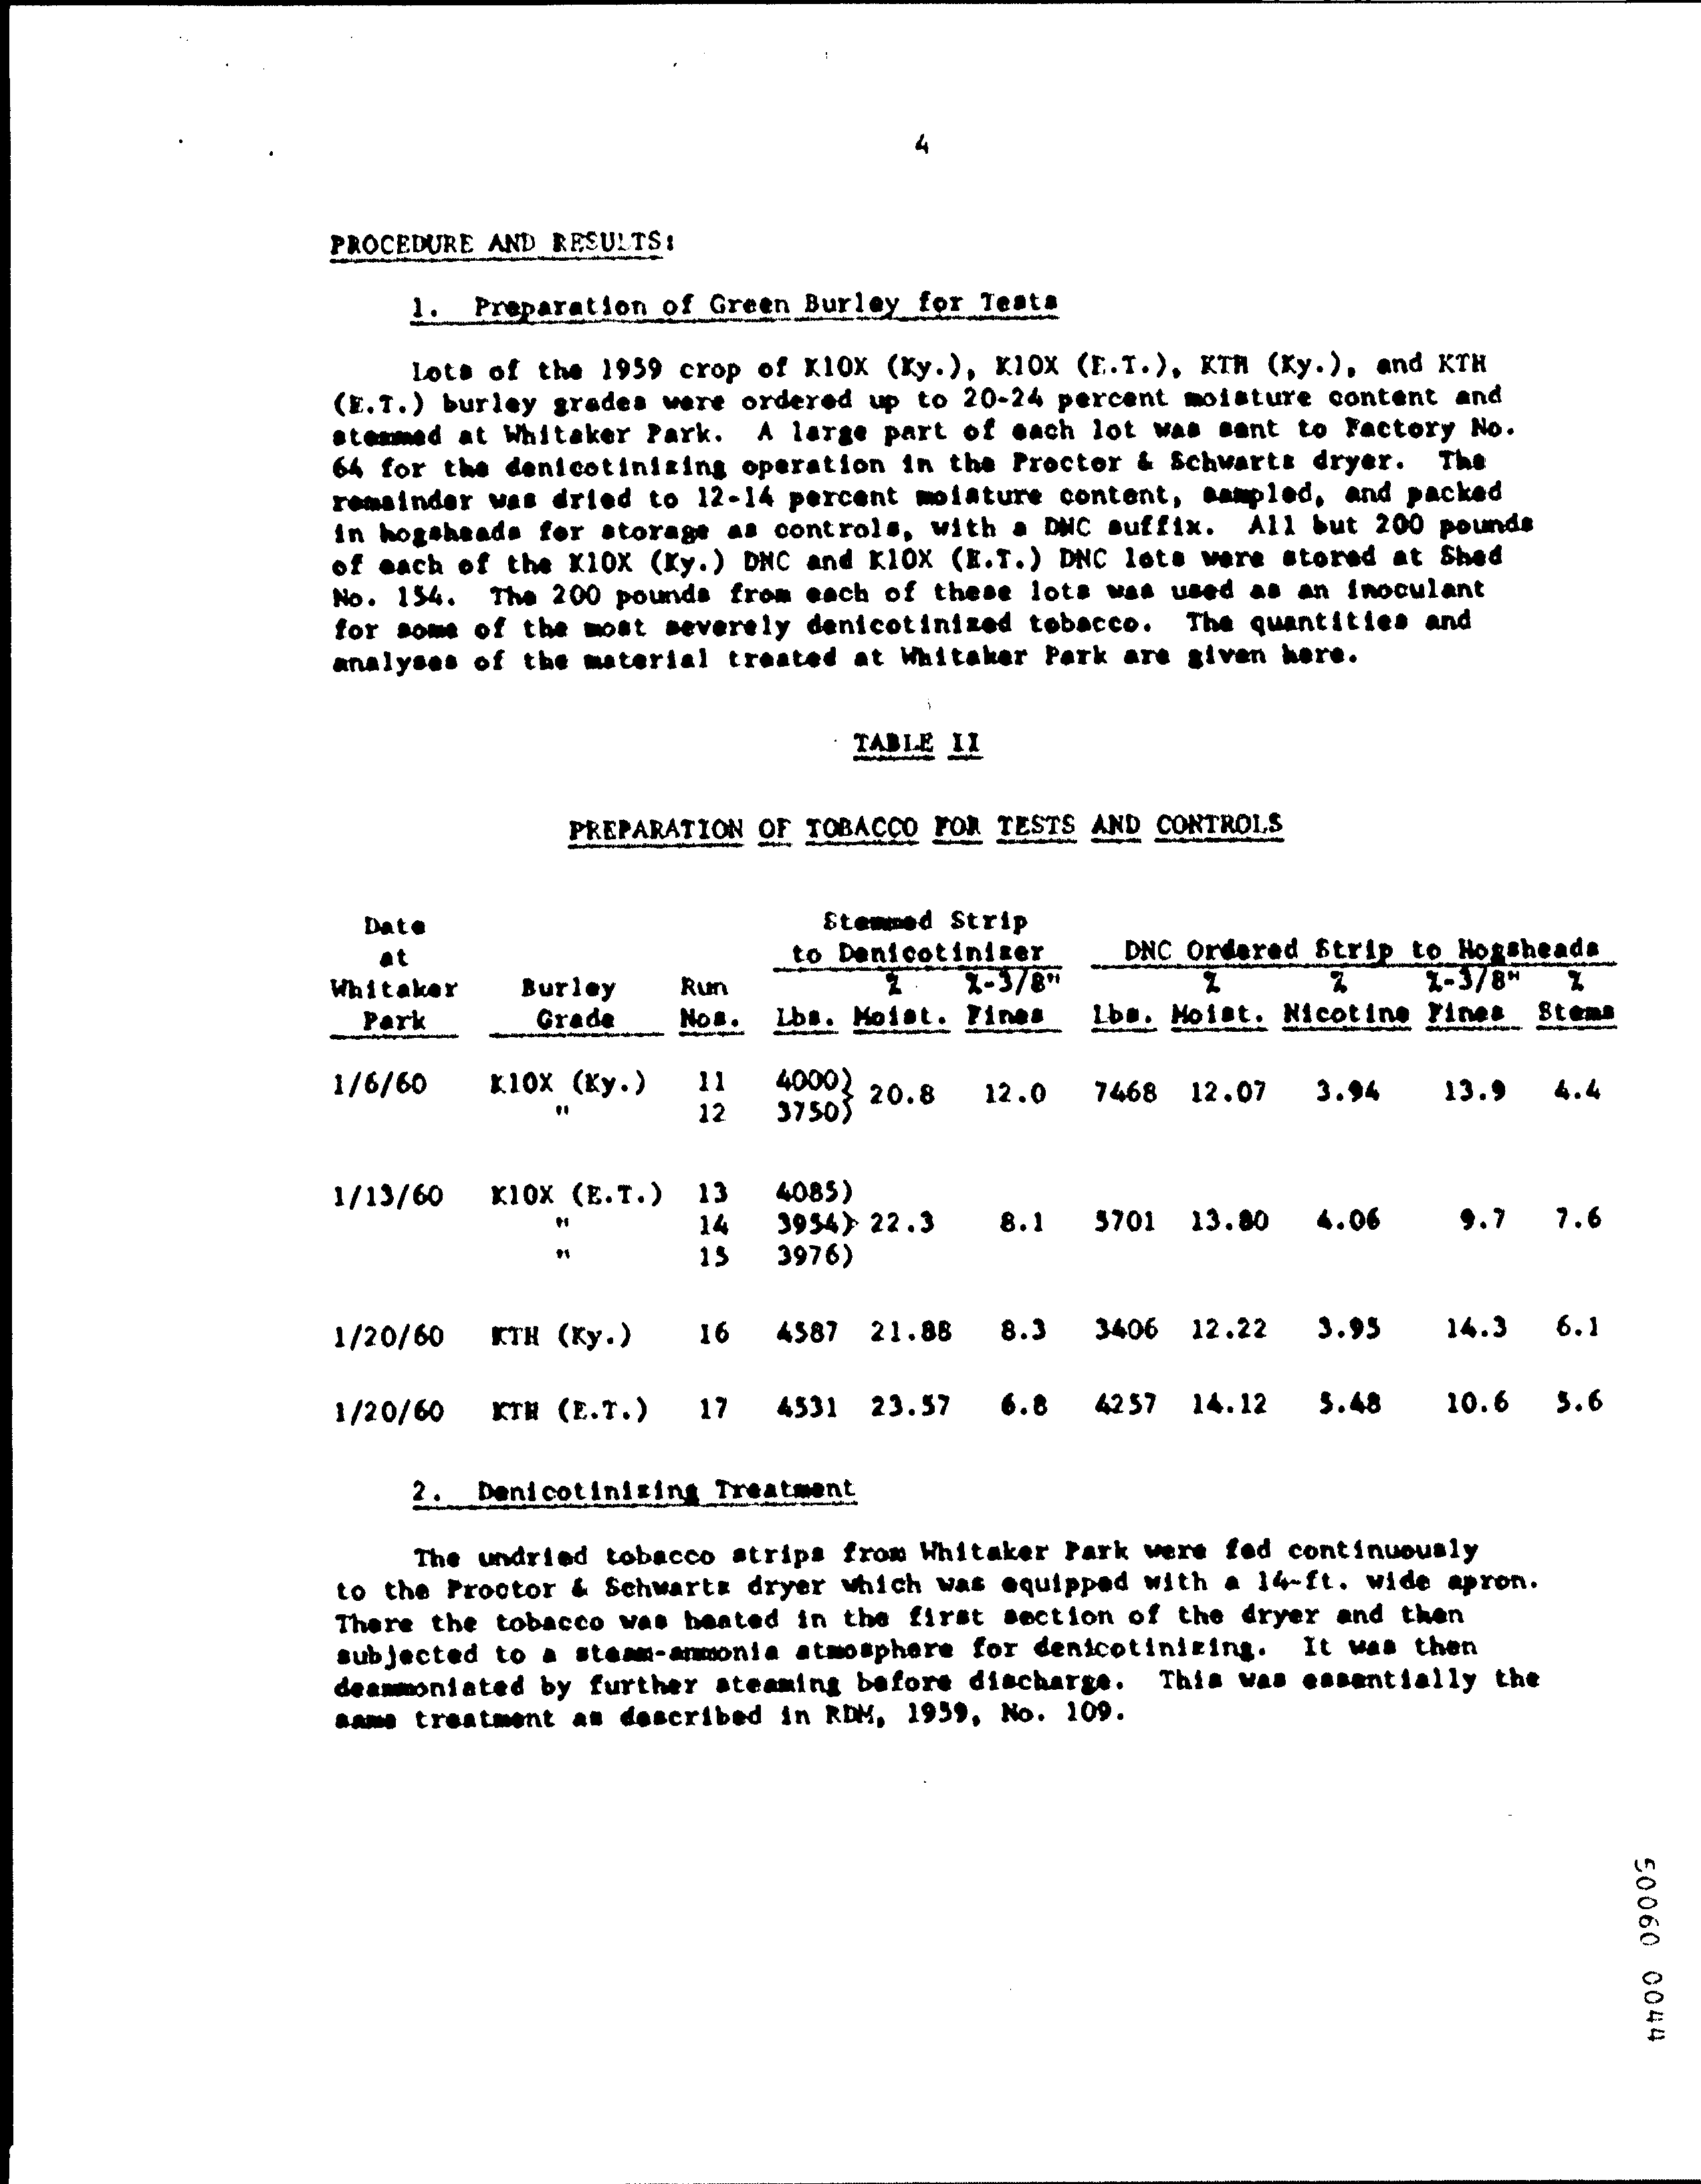 4
PROCEDURE AND RESULTS:
1. Preparation of Green Burley for Tests
Lots of the 1959 crop of K10X (Ky.), K10X (E.T.), KTH (Ky.), and KTH
(E.T.) burley grades were ordered up to 20-24 percent moisture content and
stemmed at Whitaker Park. A large part of each lot was sent to Factory No.
64 for the denicotinizing operation in the Proctor & Schwartz dryer. The
remainder was dried to 12-14 percent moisture content, sampled, and packed
in hogsheads for storage as controls, with a DNC suffix. All but 200 pounds
of each of the K10X (Ky.) DNC and K10X (E.T.) DNC lots were stored at Shed
No. 154. The 200 pounds from each of these lots was used as an inoculant
for some of the most severely denicotinized tobacco. The quantities and
analyses of the material treated at Whitaker Park are given here.
TABLE II
PREPARATION OF TOBACCO FOR TESTS AND CONTROLS
Date Stemmed Strip
at to Denicotinizer DNC Ordered Strip to Hogsheads
Whitaker Burley Run % %-3/8" % % %-3/8" %
Park Grade Nos. Lbs. Moist. Fines Lbs. Moist. Nicotine Fines Stems
1/6/60 K10X (Ky.) 11 4000) 20.8 12.0 7468 12.07 3.94 13.9 4.4
" 12 3750)
1/13/60 K10X (E.T.) 13 4085)
" 14 3954) 22.3 8.1 5701 13.80 4.06 9.7 7.6
" 15 3976)
1/20/60 KTH (Ky.) 16 4587 21.88 8.3 3406 12.22 3.95 14.3 6.1
1/20/60 KTH (E.T.) 17 4531 23.57 6.8 4257 14.12 5.48 10.6 5.6
2. Denicotinizing Treatment
The undried tobacco strips from Whitaker Park were fed continuously
to the Proctor & Schwartz dryer which was equipped with a 14-ft. wide apron.
There the tobacco was heated in the first section of the dryer and then
subjected to a steam-ammonia atmosphere for denicotinizing. It was then
deammoniated by further steaming before discharge. This was essentially the
same treatment as described in RDM, 1959, No. 109.
50060 0044